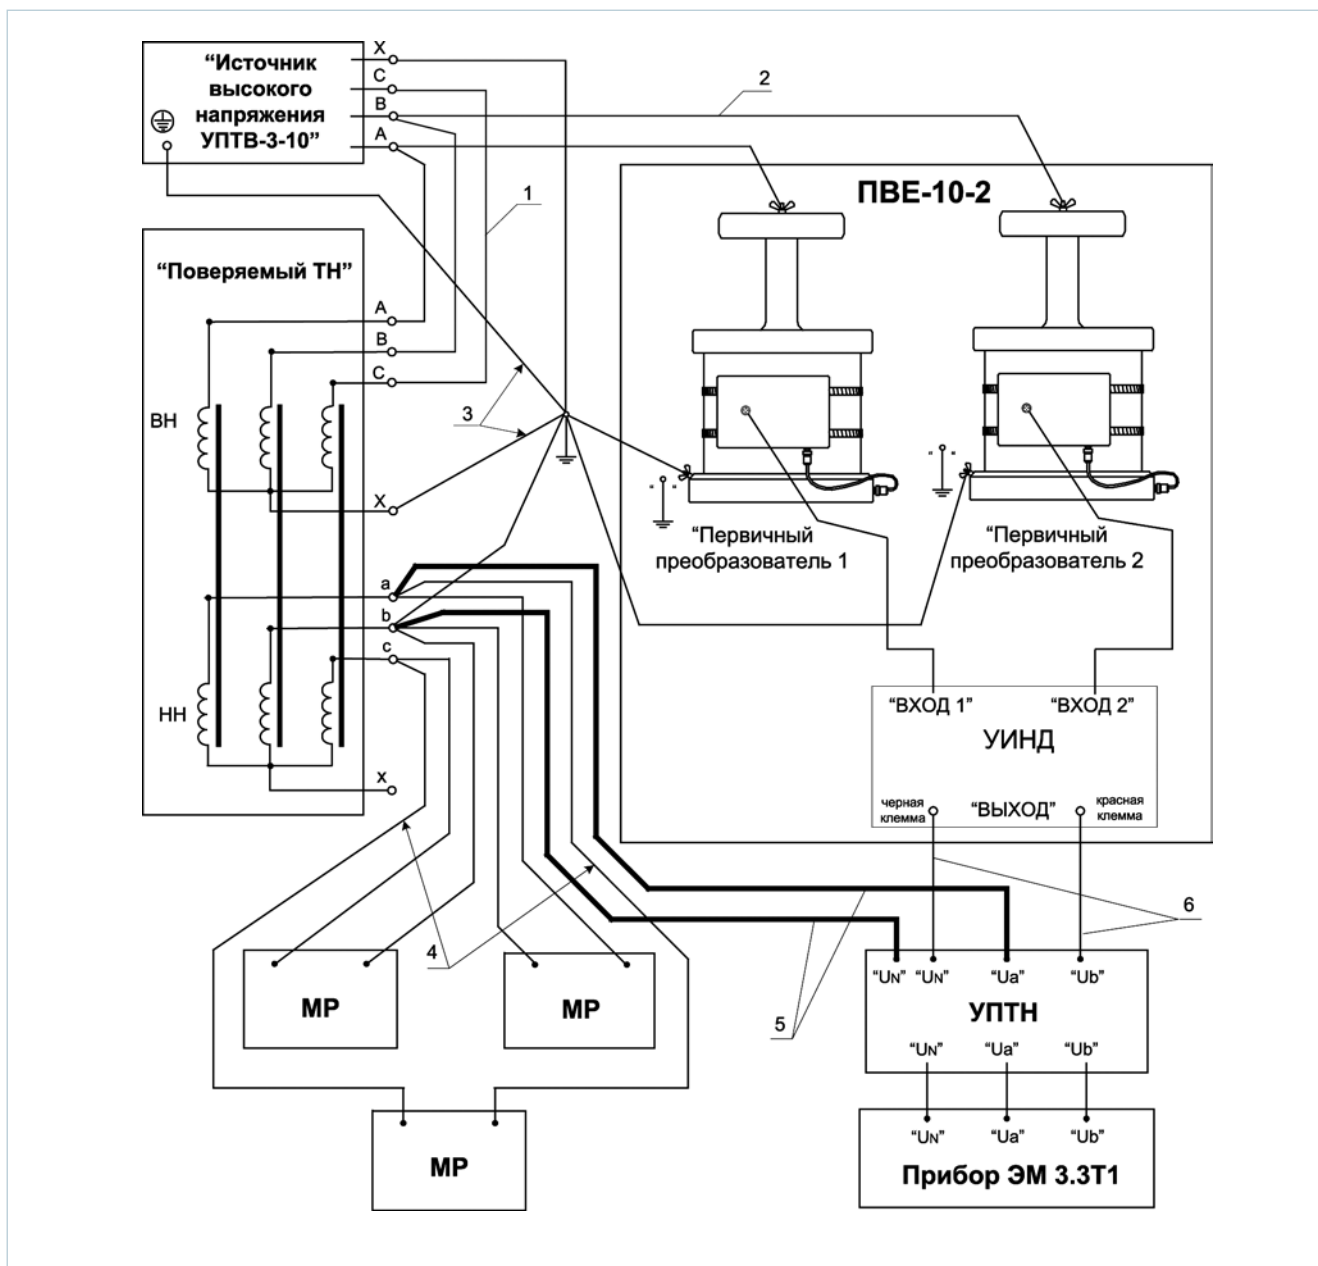 “Источник
высокого
напряжения
УПТВ-3-10”
X
C
B
A
2
1
ПВЕ-10-2
“Поверяемый ТН”
A
B
C
ВН
3
X
“ ”
“ ”
“Первичный
преобразователь 1
“Первичный
преобразователь 2
a
b
c
НН
x
“ВХОД 1” “ВХОД 2”
УИНД
черная
клемма
“ВЫХОД”
красная
клемма
4
5
6
МР
МР
МР
“UN” “UN” “Ua” “Ub”
УПТН
“UN” “Ua” “Ub”
“UN” “Ua” “Ub”
Прибор ЭМ 3.3Т1